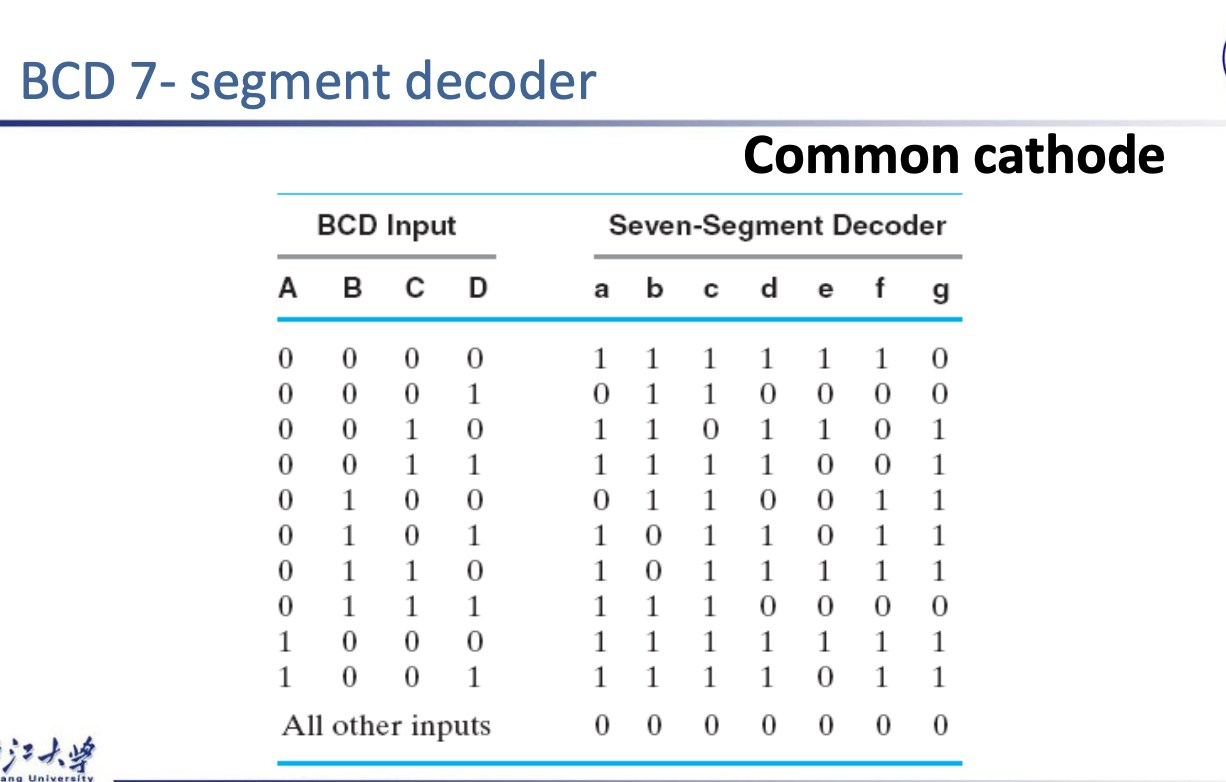 BCD 7- segment decoder
Common cathode
BCD Input Seven-Segment Decoder
A B C D a b c d e f g
0 0 0 0 1 1 1 1 1 1 0
0 0 0 1 0 1 1 0 0 0 0
0 0 1 0 1 1 0 1 1 0 1
0 0 1 1 1 1 1 1 0 0 1
0 1 0 0 0 1 1 0 0 1 1
0 1 0 1 1 0 1 1 0 1 1
0 1 1 0 1 0 1 1 1 1 1
0 1 1 1 1 1 1 0 0 0 0
1 0 0 0 1 1 1 1 1 1 1
1 0 0 1 1 1 1 1 0 1 1
All other inputs 0 0 0 0 0 0 0
江大学
ang University